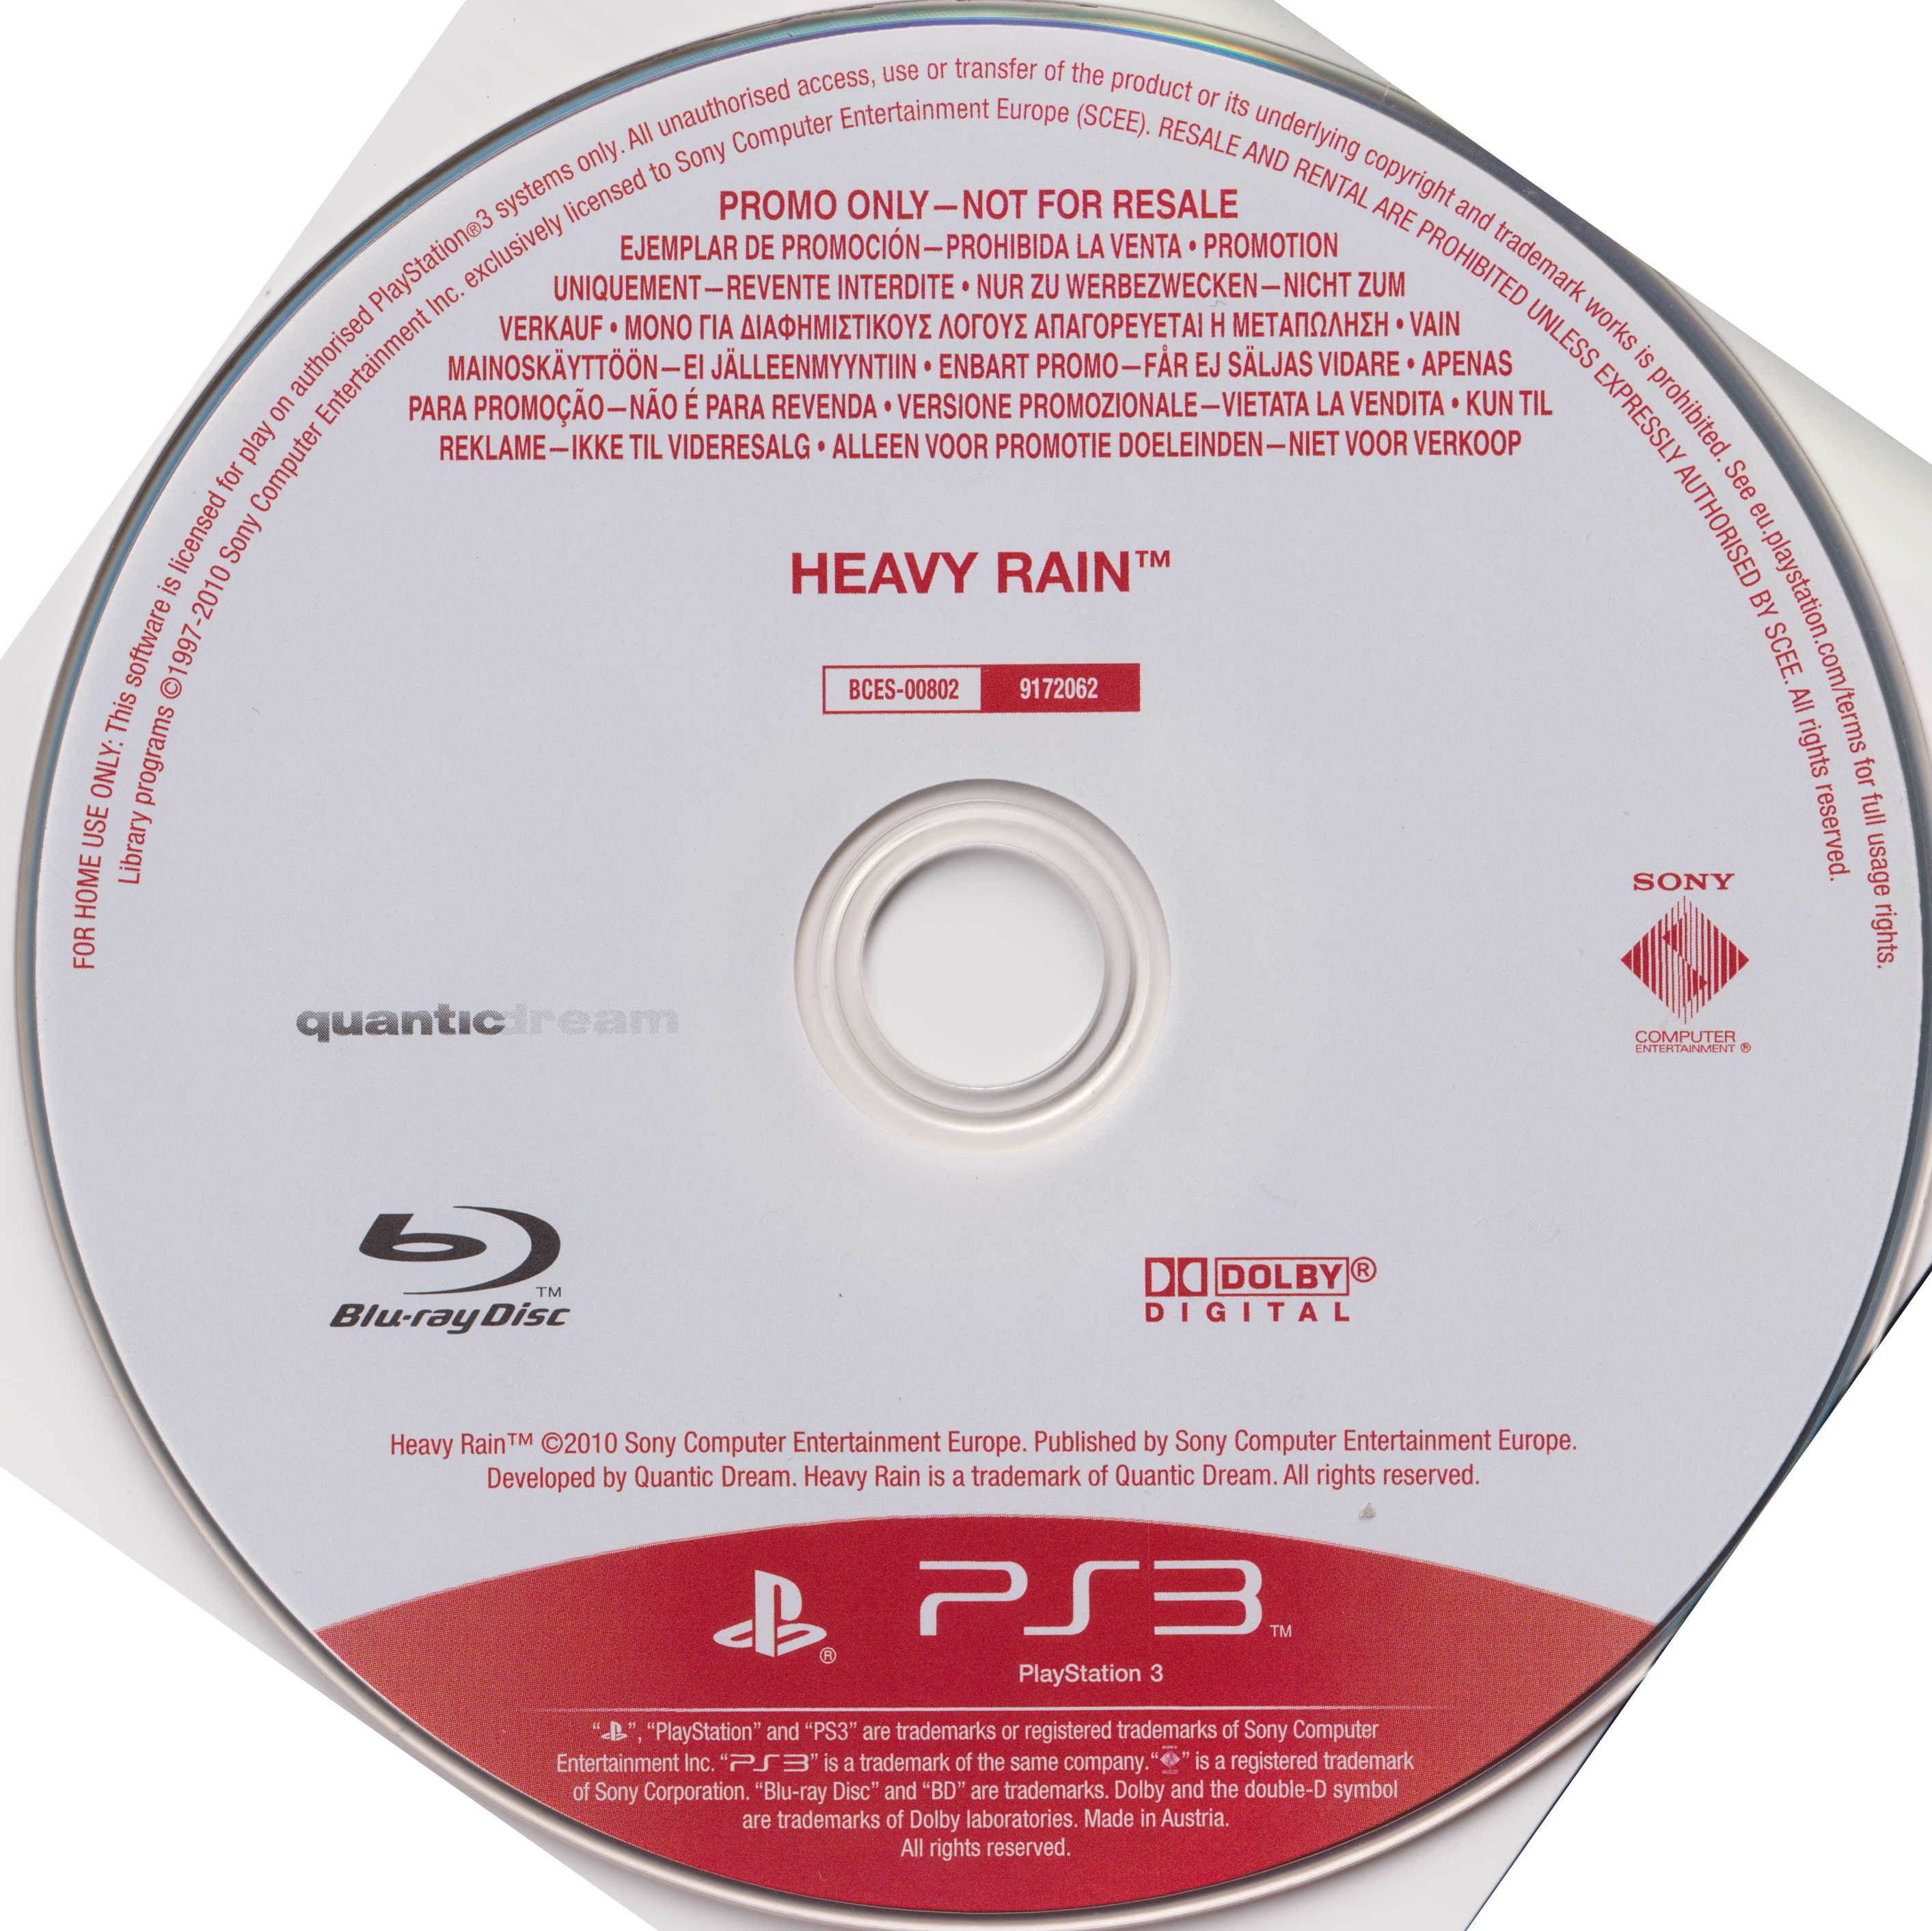 FOR HOME USE ONLY: This software is licensed for play on authorised PlayStation®3 systems only. All unauthorised access, use or transfer of the product or its underlying copyright and trademark works is prohibited. See eu.playstation.com/terms for full usage rights.
Library programs ©1997-2010 Sony Computer Entertainment Inc. exclusively licensed to Sony Computer Entertainment Europe (SCEE). RESALE AND RENTAL ARE PROHIBITED UNLESS EXPRESSLY AUTHORISED BY SCEE. All rights reserved.
PROMO ONLY—NOT FOR RESALE
EJEMPLAR DE PROMOCIÓN—PROHIBIDA LA VENTA • PROMOTION
UNIQUEMENT—REVENTE INTERDITE • NUR ZU WERBEZWECKEN—NICHT ZUM
VERKAUF • ΜΟΝΟ ΓΙΑ ΔΙΑΦΗΜΙΣΤΙΚΟΥΣ ΛΟΓΟΥΣ ΑΠΑΓΟΡΕΥΕΤΑΙ Η ΜΕΤΑΠΩΛΗΣΗ • VAIN
MAINOSKÄYTTÖÖN—EI JÄLLEENMYYNTIIN • ENBART PROMO—FÅR EJ SÄLJAS VIDARE • APENAS
PARA PROMOÇÃO—NÃO É PARA REVENDA • VERSIONE PROMOZIONALE—VIETATA LA VENDITA • KUN TIL
REKLAME—IKKE TIL VIDERESALG • ALLEEN VOOR PROMOTIE DOELEINDEN—NIET VOOR VERKOOP
HEAVY RAIN™
BCES-00802 9172062
SONY
COMPUTER
ENTERTAINMENT ®
quanticdream
Blu-ray Disc™
DOLBY®
DIGITAL
Heavy Rain™ ©2010 Sony Computer Entertainment Europe. Published by Sony Computer Entertainment Europe.
Developed by Quantic Dream. Heavy Rain is a trademark of Quantic Dream. All rights reserved.
® PS3™
PlayStation 3
“ ”, “PlayStation” and “PS3” are trademarks or registered trademarks of Sony Computer
Entertainment Inc. “PS3” is a trademark of the same company. “ ” is a registered trademark
of Sony Corporation. “Blu-ray Disc” and “BD” are trademarks. Dolby and the double-D symbol
are trademarks of Dolby laboratories. Made in Austria.
All rights reserved.